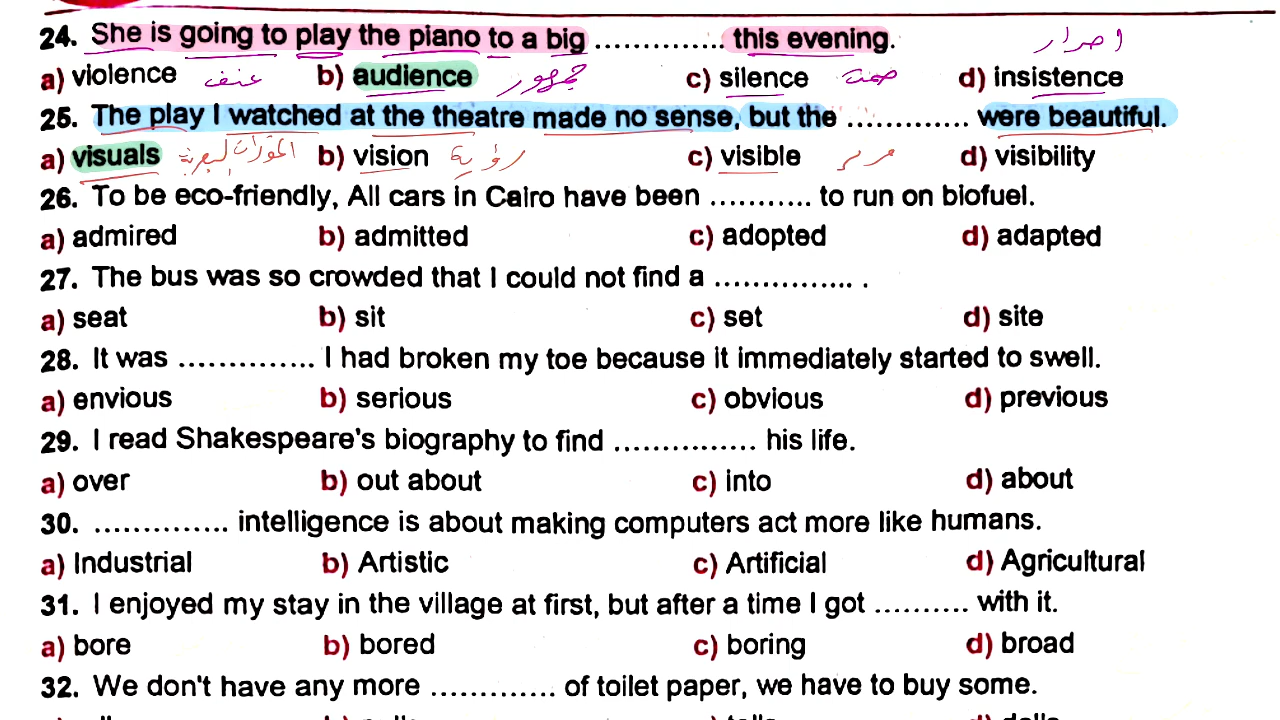 24. She is going to play the piano to a big .............. this evening.
اصرار
a) violence عنف b) audience جمهور c) silence صمت d) insistence
25. The play I watched at the theatre made no sense, but the ............. were beautiful.
a) visuals المؤثرات البصرية b) vision رؤية c) visible مرئى d) visibility
26. To be eco-friendly, All cars in Cairo have been ........... to run on biofuel.
a) admired b) admitted c) adopted d) adapted
27. The bus was so crowded that I could not find a ............... .
a) seat b) sit c) set d) site
28. It was .............. I had broken my toe because it immediately started to swell.
a) envious b) serious c) obvious d) previous
29. I read Shakespeare's biography to find ............... his life.
a) over b) out about c) into d) about
30. .............. intelligence is about making computers act more like humans.
a) Industrial b) Artistic c) Artificial d) Agricultural
31. I enjoyed my stay in the village at first, but after a time I got .......... with it.
a) bore b) bored c) boring d) broad
32. We don't have any more ............. of toilet paper, we have to buy some.